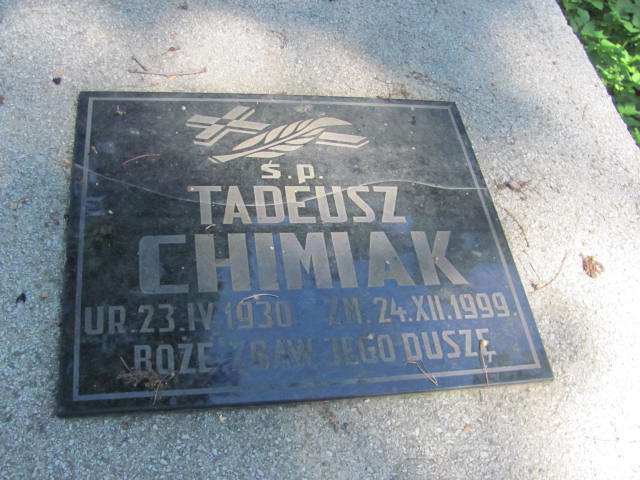 Ś.p.
TADEUSZ
CHIMIAK
UR. 23.IV 1930 ZM. 24.XII.1999.
BOŻE ZBAW JEGO DUSZĘ